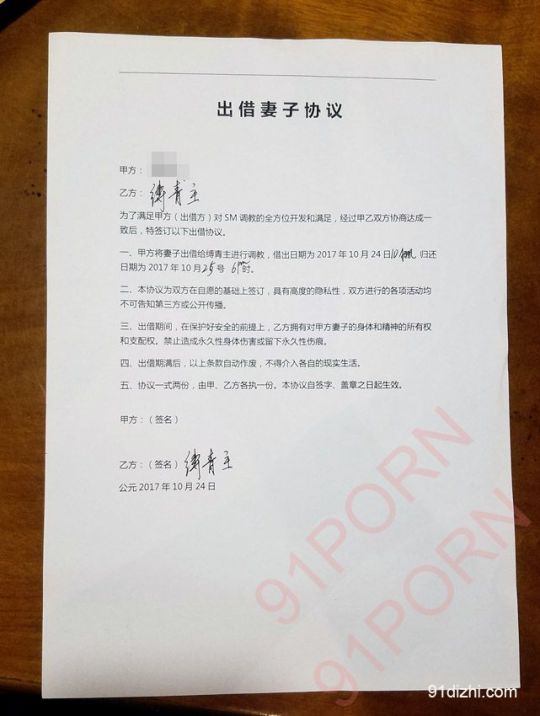 出借妻子协议
甲方：
乙方：缚青主
为了满足甲方（出借方）对 SM 调教的全方位开发和满足，经过甲乙双方协商达成一
致后，特签订以下出借协议。
一、甲方将妻子出借给缚青主进行调教，借出日期为 2017 年 10 月 24 日 归还
日期为 2017 年 10 月 25 号 时。
二、本协议为双方在自愿的基础上签订，具有高度的隐私性，双方进行的各项活动均
不可告知第三方或公开传播。
三、出借期间，在保护好安全的前提上，乙方拥有对甲方妻子的身体和精神的所有权
和支配权。禁止造成永久性身体伤害或留下永久性伤痕。
四、出借期满后，以上条款自动作废，不得介入各自的现实生活。
五、协议一式两份，由甲、乙方各执一份。本协议自签字、盖章之日起生效。
甲方：（签名）
乙方：（签名）缚青主
公元 2017 年 10 月 24 日
91PORN
91PORN
91dizhi.com